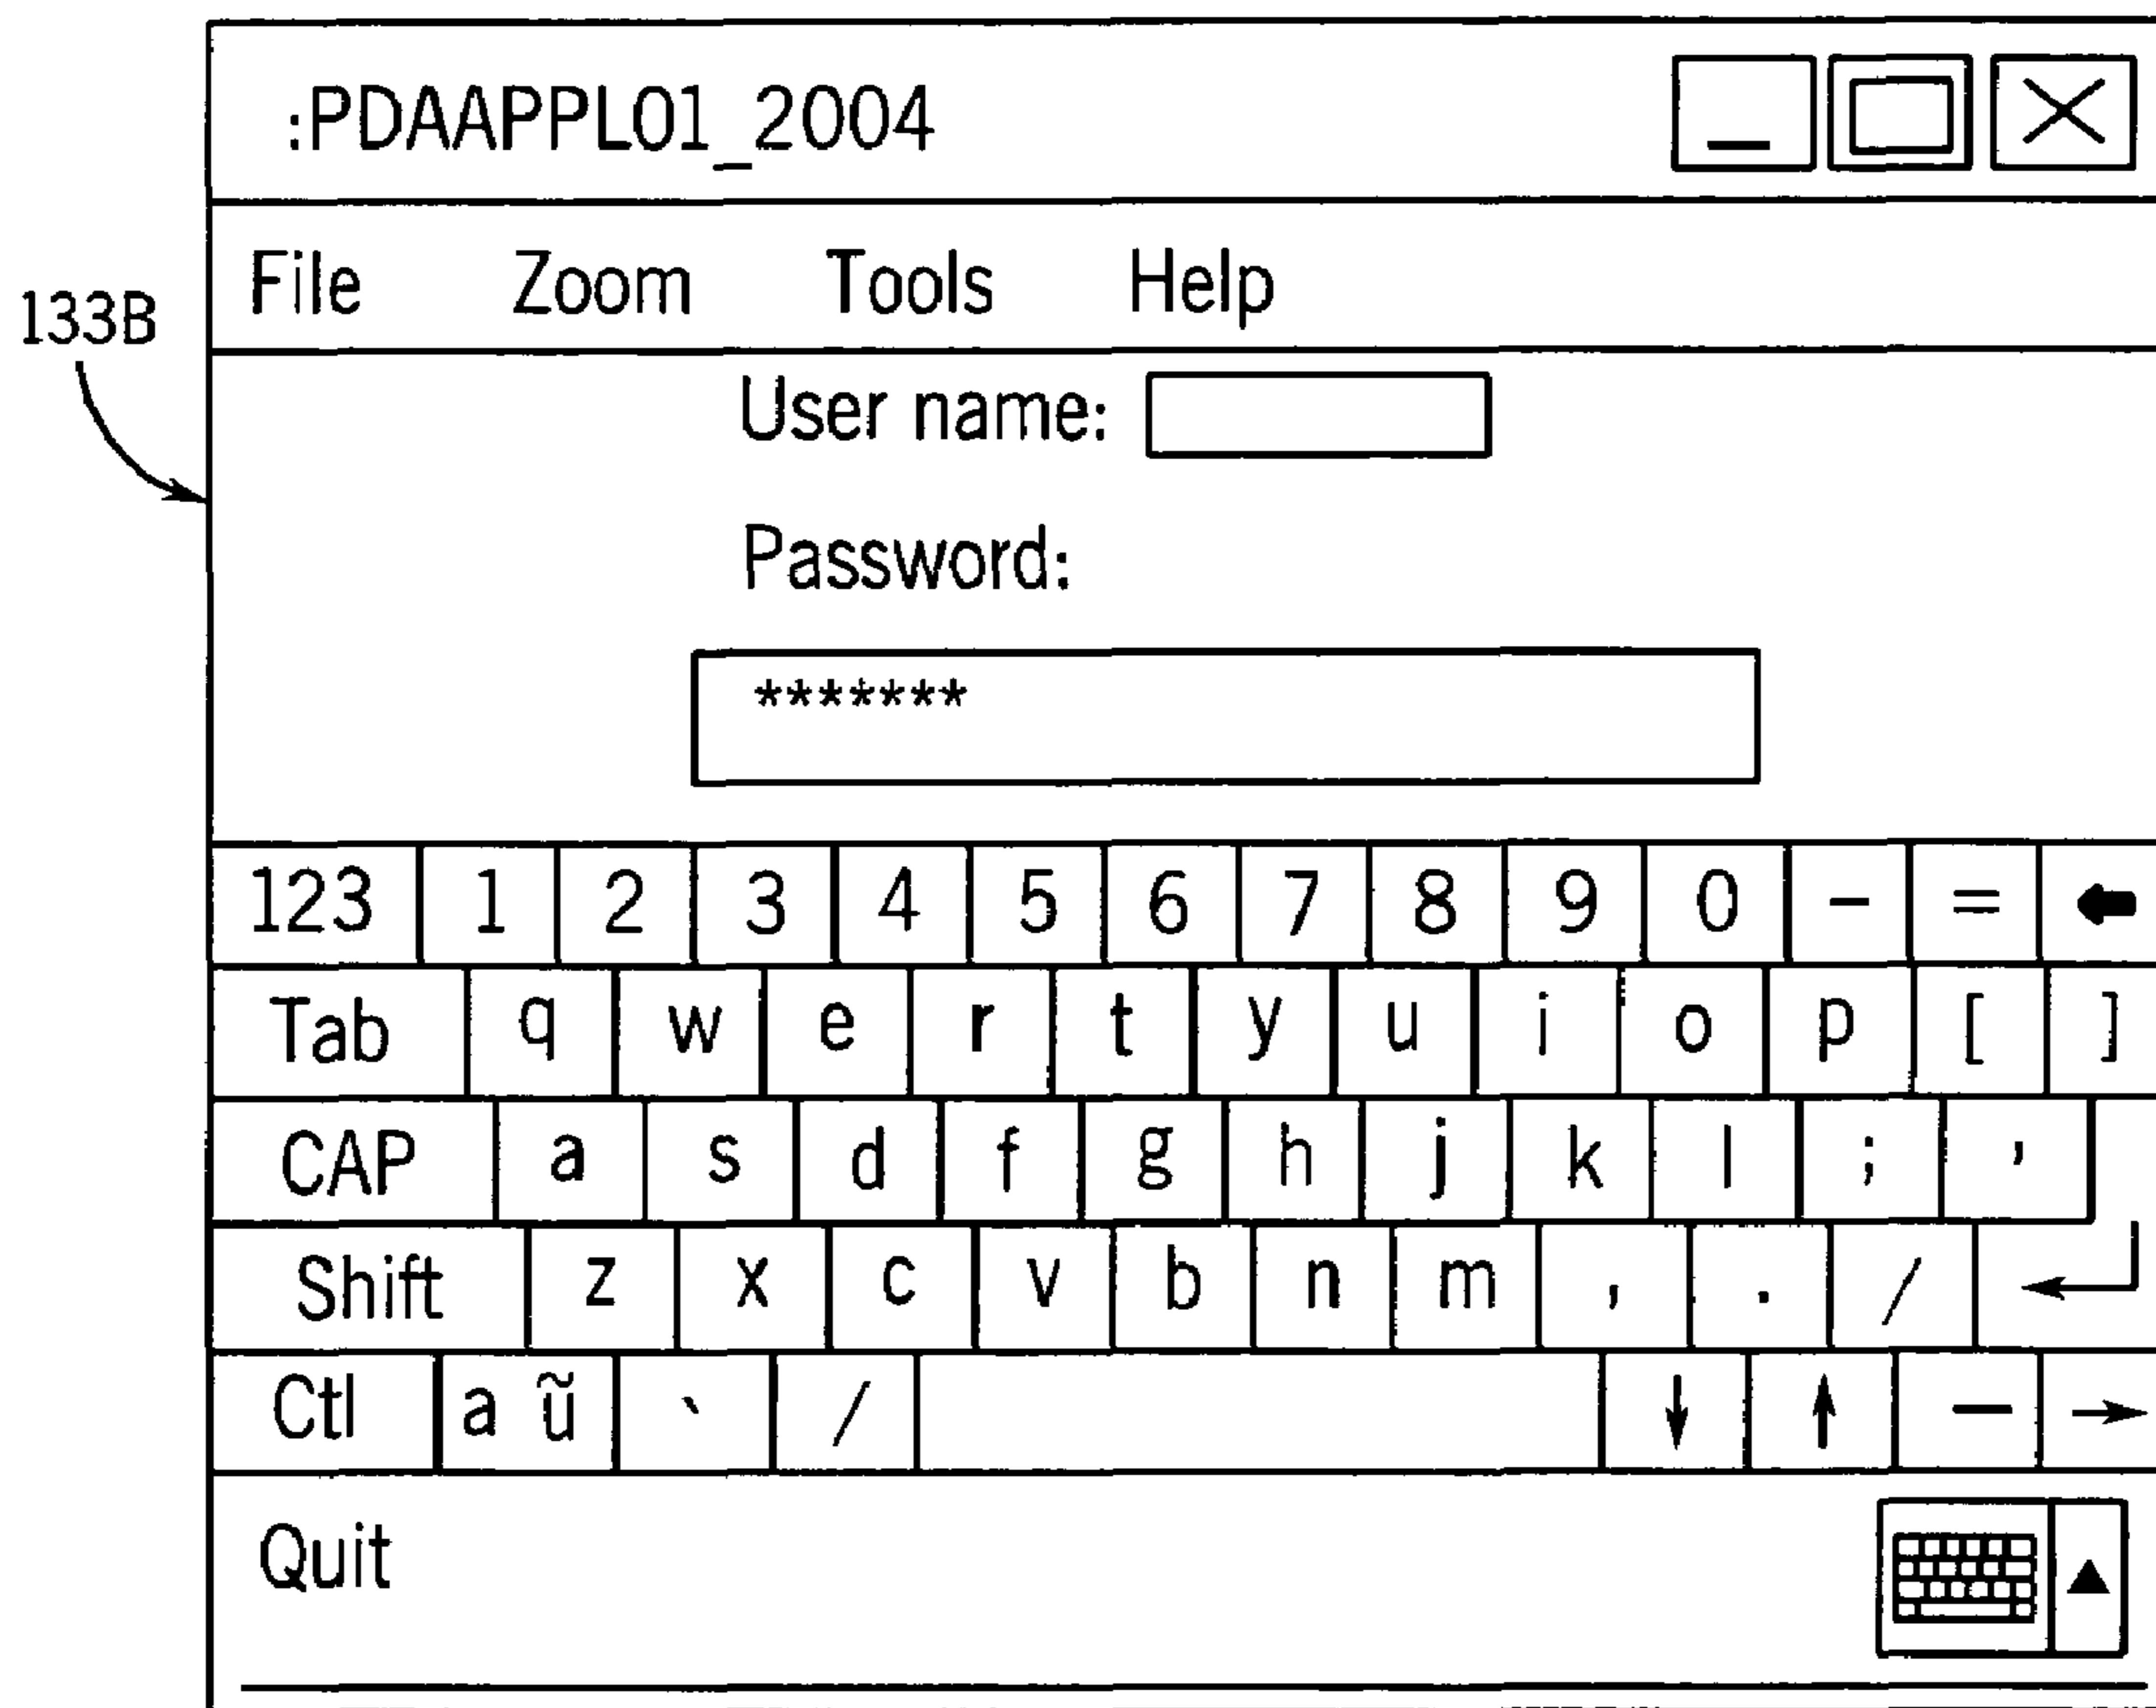 :PDAAPPL01_2004
File Zoom Tools Help
133B
User name:
Password:
*******
123 1 2 3 4 5 6 7 8 9 0 - =
Tab q w e r t y u i o p [ ]
CAP a s d f g h j k l ; '
Shift z x c v b n m , . /
Ctl a ũ ` / ↓ ↑ — →
Quit